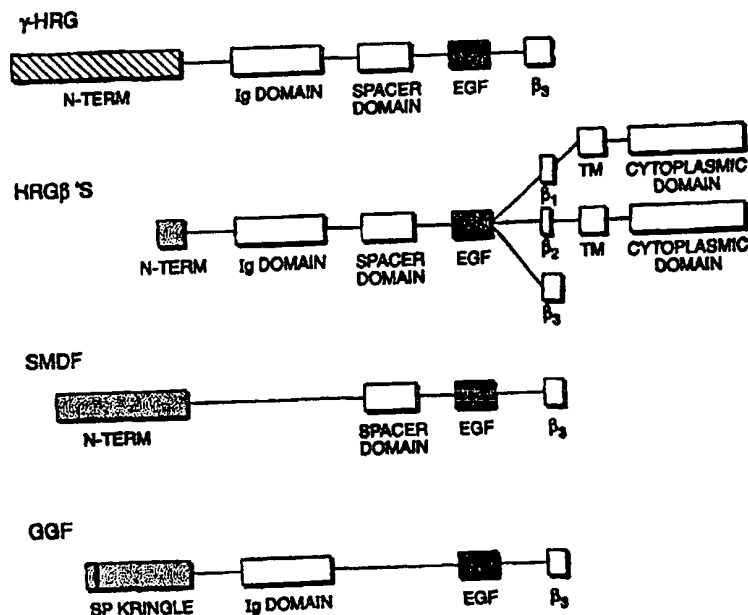 γ-HRG
N-TERM
Ig DOMAIN
SPACER
DOMAIN
EGF
β3
HRGβ'S
N-TERM
Ig DOMAIN
SPACER
DOMAIN
EGF
β1
TM
CYTOPLASMIC
DOMAIN
β2
TM
CYTOPLASMIC
DOMAIN
β3
SMDF
N-TERM
SPACER
DOMAIN
EGF
β3
GGF
SP KRINGLE
Ig DOMAIN
EGF
β3